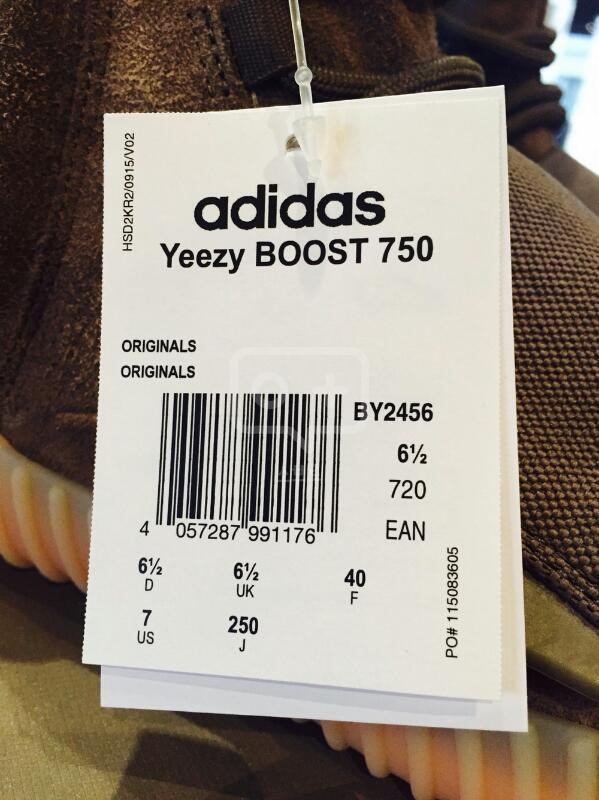 HSD2KR2/0915/V02
adidas
Yeezy BOOST 750
ORIGINALS
ORIGINALS
BY2456
6½
720
4 057287 991176
EAN
6½ 6½ 40
D UK F
7 250
US J
PO# 115083605